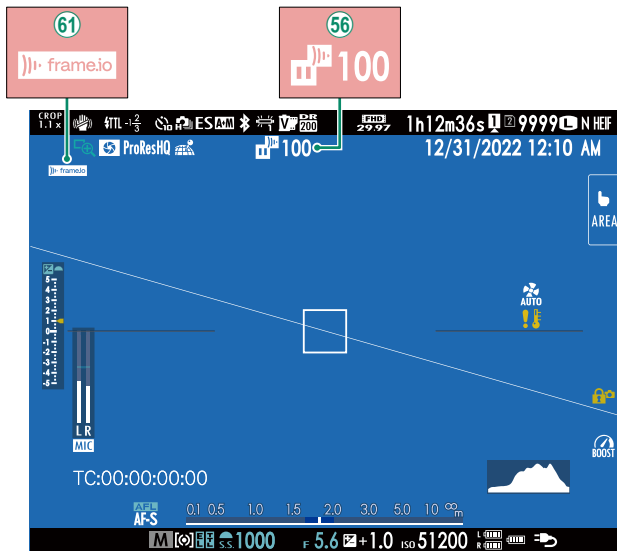 61
56
frame.io
100
CROP 1.1x TTL -1 2/3 ES A+M DR 200 FHD 29.97 1h12m36s 1 2 9999 L N HEIF
ProResHQ 100 12/31/2022 12:10 AM
frame.io
AREA
AUTO
5
4
3
2
1
0
-1
-2
-3
-4
-5
L R
MIC
BOOST
TC:00:00:00:00
AFL
AF-S
0.1 0.5 1.0 1.5 2.0 3.0 5.0 10 ∞ m
M S.S. 1000 F 5.6 +1.0 ISO 51200 L R